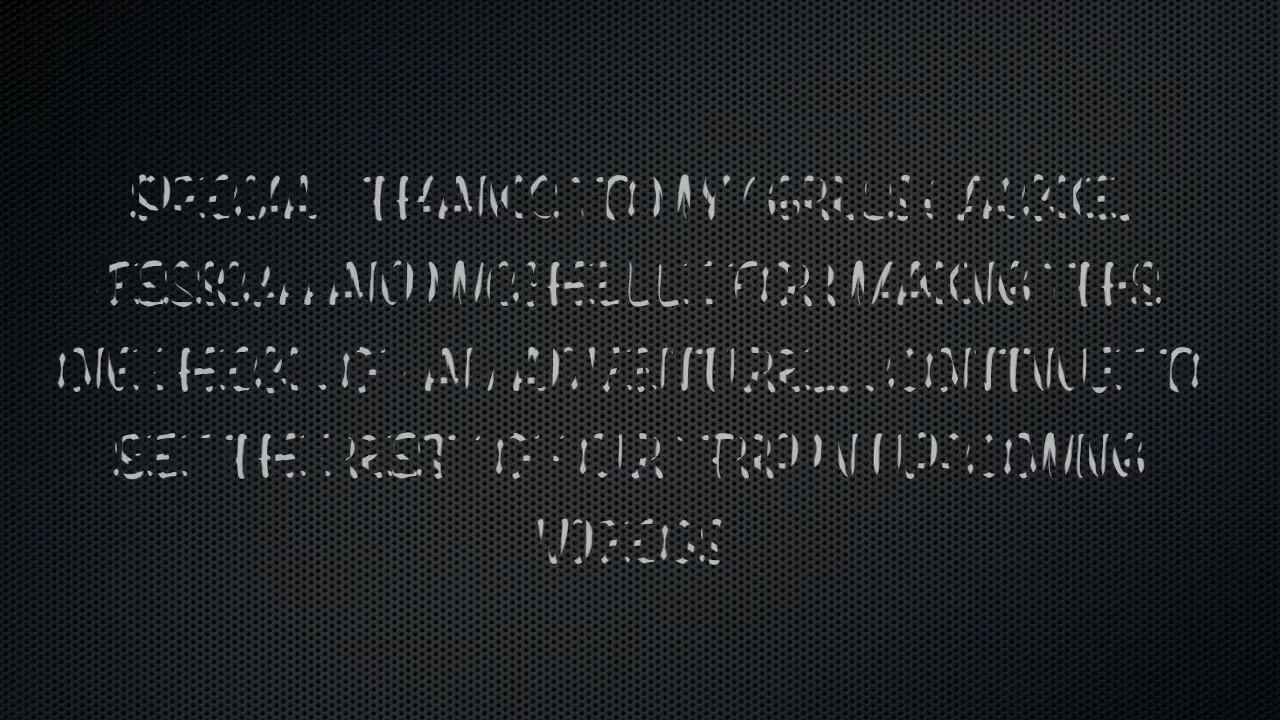 SPECIAL THANKS TO MY GIRLS!
JESSICA, AND MICHELLE FOR MAKING THIS
ONE HECK OF AN ADVENTURE.... CONTINUE TO
SEE THE REST OF OUR TRIP IN UPCOMING
VIDEOS